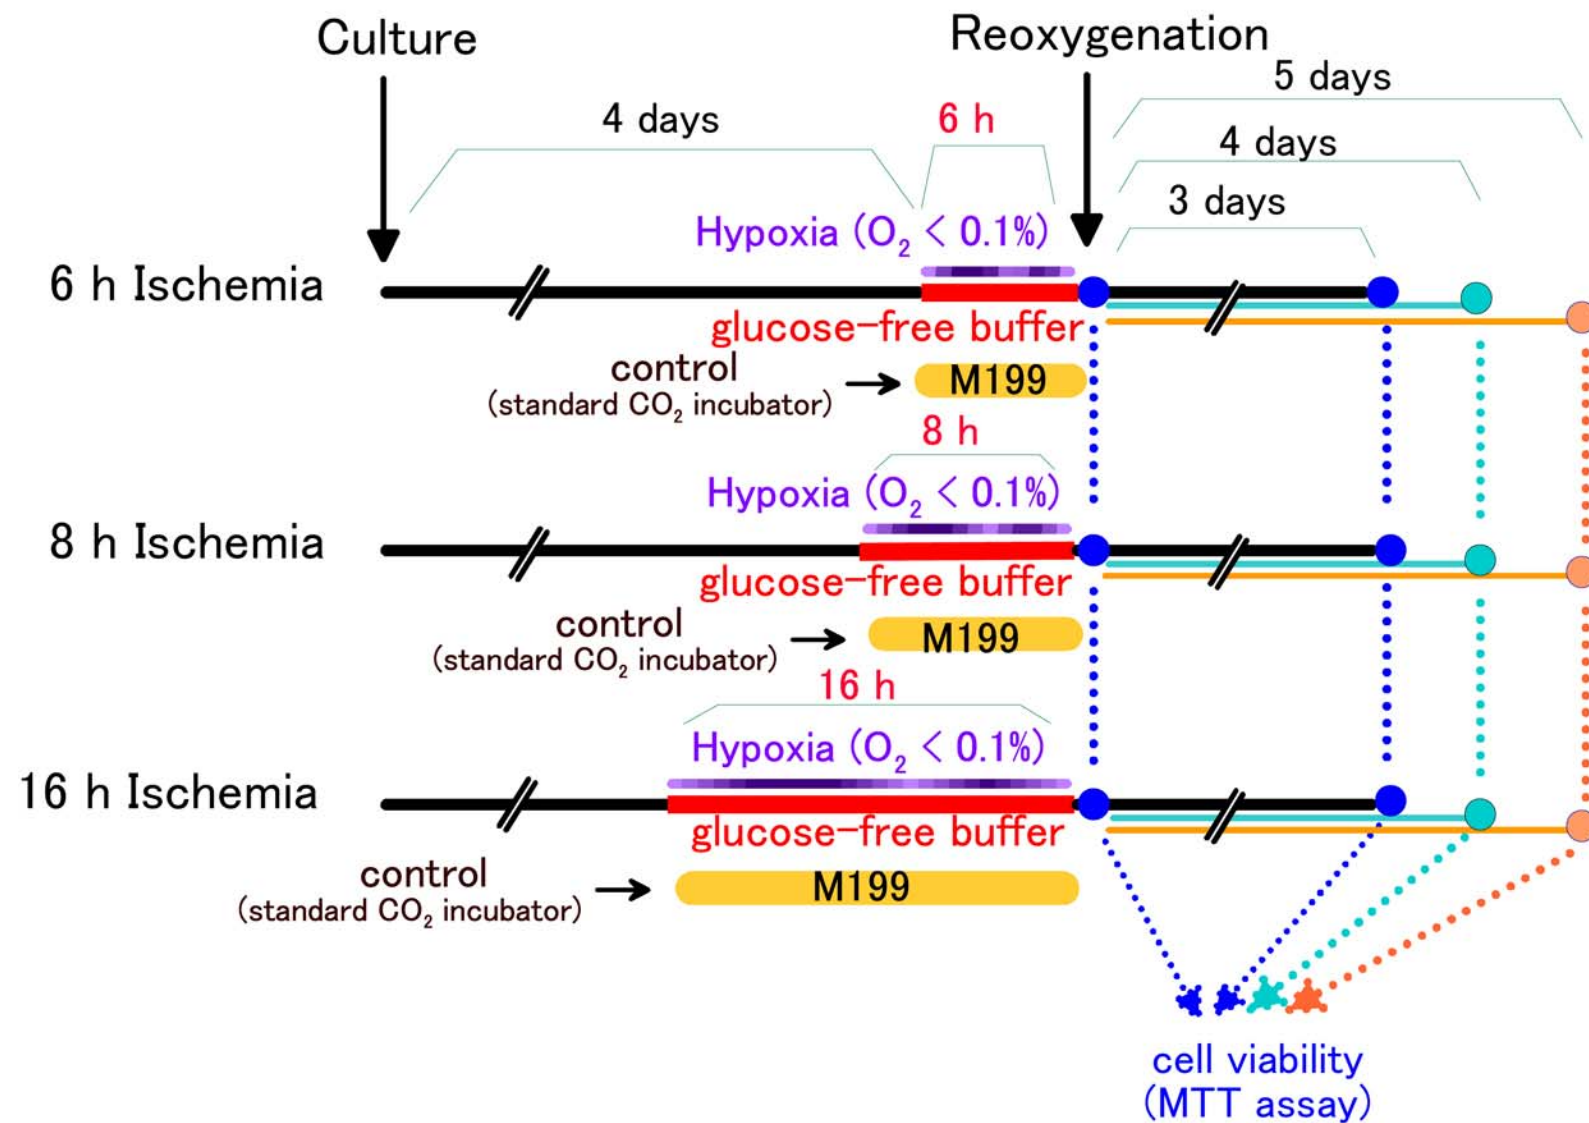 Culture
Reoxygenation
5 days
4 days
6 h
4 days
3 days
Hypoxia (O₂ < 0.1%)
6 h Ischemia
glucose-free buffer
control
(standard CO₂ incubator)
M199
8 h
Hypoxia (O₂ < 0.1%)
8 h Ischemia
glucose-free buffer
control
(standard CO₂ incubator)
M199
16 h
Hypoxia (O₂ < 0.1%)
16 h Ischemia
glucose-free buffer
control
(standard CO₂ incubator)
M199
cell viability
(MTT assay)